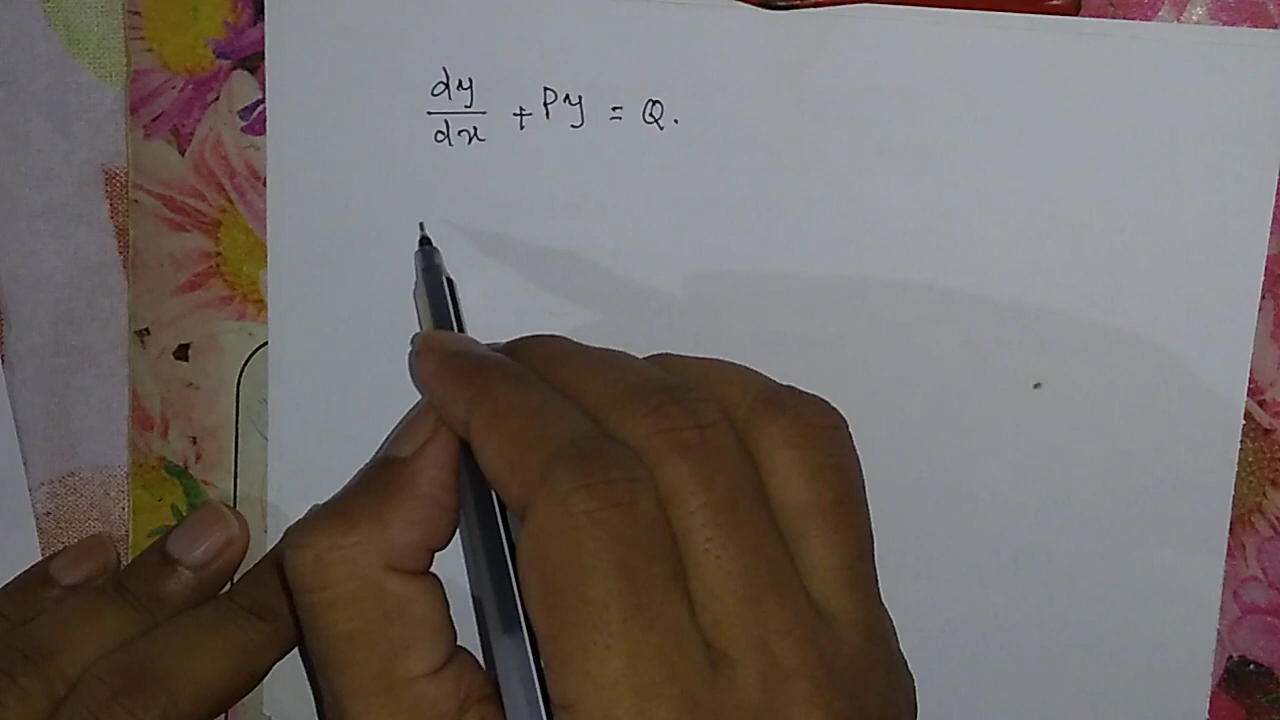 dy/dx + Py = Q.